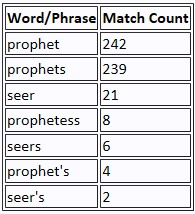 Word/Phrase Match Count
prophet 242
prophets 239
seer 21
prophetess 8
seers 6
prophet's 4
seer's 2